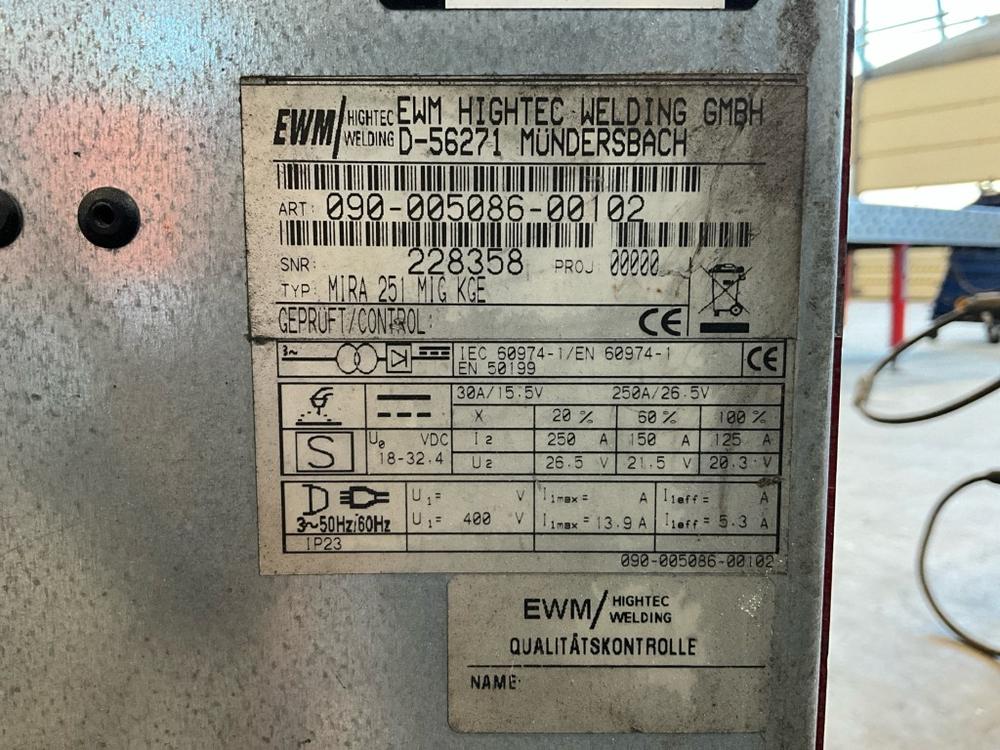 EWM/ HIGHTEC WELDING EWM HIGHTEC WELDING GMBH
D-56271 MÜNDERSBACH
ART: 090-005086-00102
SNR: 228358 PROJ 00000
TYP: MIRA 251 MIG KGE
GEPRÜFT/CONTROL: CE
3~ IEC 60974-1/EN 60974-1 CE
EN 50199
30A/15.5V 250A/26.5V
X 20 % 60 % 100 %
S U₀ VDC I₂ 250 A 150 A 125 A
18-32.4 U₂ 26.5 V 21.5 V 20.3 V
U₁= V I₁max= A I₁eff= A
3~50Hz/60Hz U₁= 400 V I₁max= 13.9 A I₁eff= 5.3 A
IP23
090-005086-00102
EWM/ HIGHTEC WELDING
QUALITÄTSKONTROLLE
NAME: